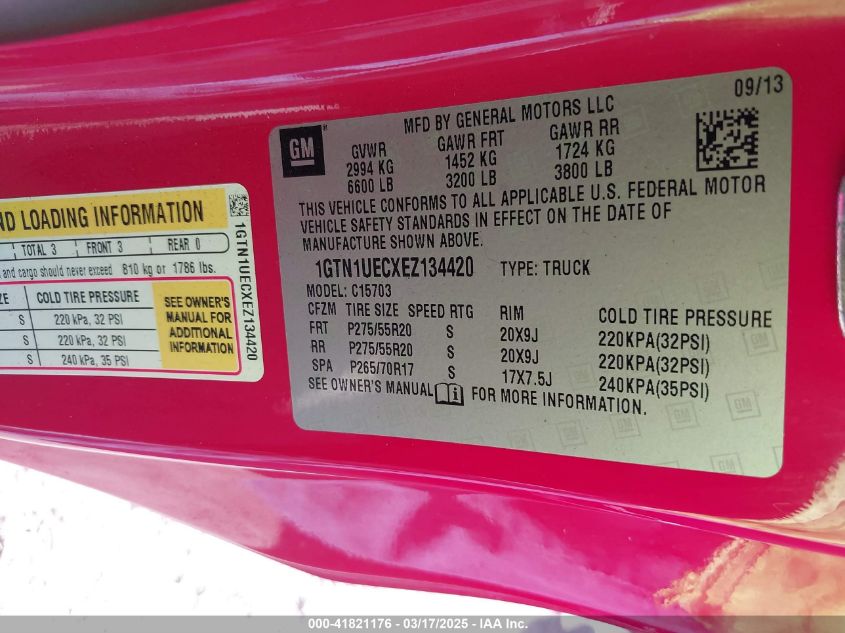 09/13
MFD BY GENERAL MOTORS LLC
GM
GVWR GAWR FRT GAWR RR
2994 KG 1452 KG 1724 KG
6600 LB 3200 LB 3800 LB
THIS VEHICLE CONFORMS TO ALL APPLICABLE U.S. FEDERAL MOTOR
VEHICLE SAFETY STANDARDS IN EFFECT ON THE DATE OF
MANUFACTURE SHOWN ABOVE.
1GTN1UECXEZ134420 TYPE: TRUCK
MODEL: C15703
CFZM TIRE SIZE SPEED RTG RIM COLD TIRE PRESSURE
FRT P275/55R20 S 20X9J 220KPA(32PSI)
RR P275/55R20 S 20X9J 220KPA(32PSI)
SPA P265/70R17 S 17X7.5J 240KPA(35PSI)
SEE OWNER'S MANUAL FOR MORE INFORMATION.
LOADING INFORMATION
TOTAL 3 FRONT 3 REAR 0
and cargo should never exceed 810 kg or 1786 lbs.
COLD TIRE PRESSURE
S 220 kPa, 32 PSI
S 220 kPa, 32 PSI
S 240 kPa, 35 PSI
SEE OWNER'S
MANUAL FOR
ADDITIONAL
INFORMATION
1GTN1UECXEZ134420
000-41821176 - 03/17/2025 - IAA Inc.